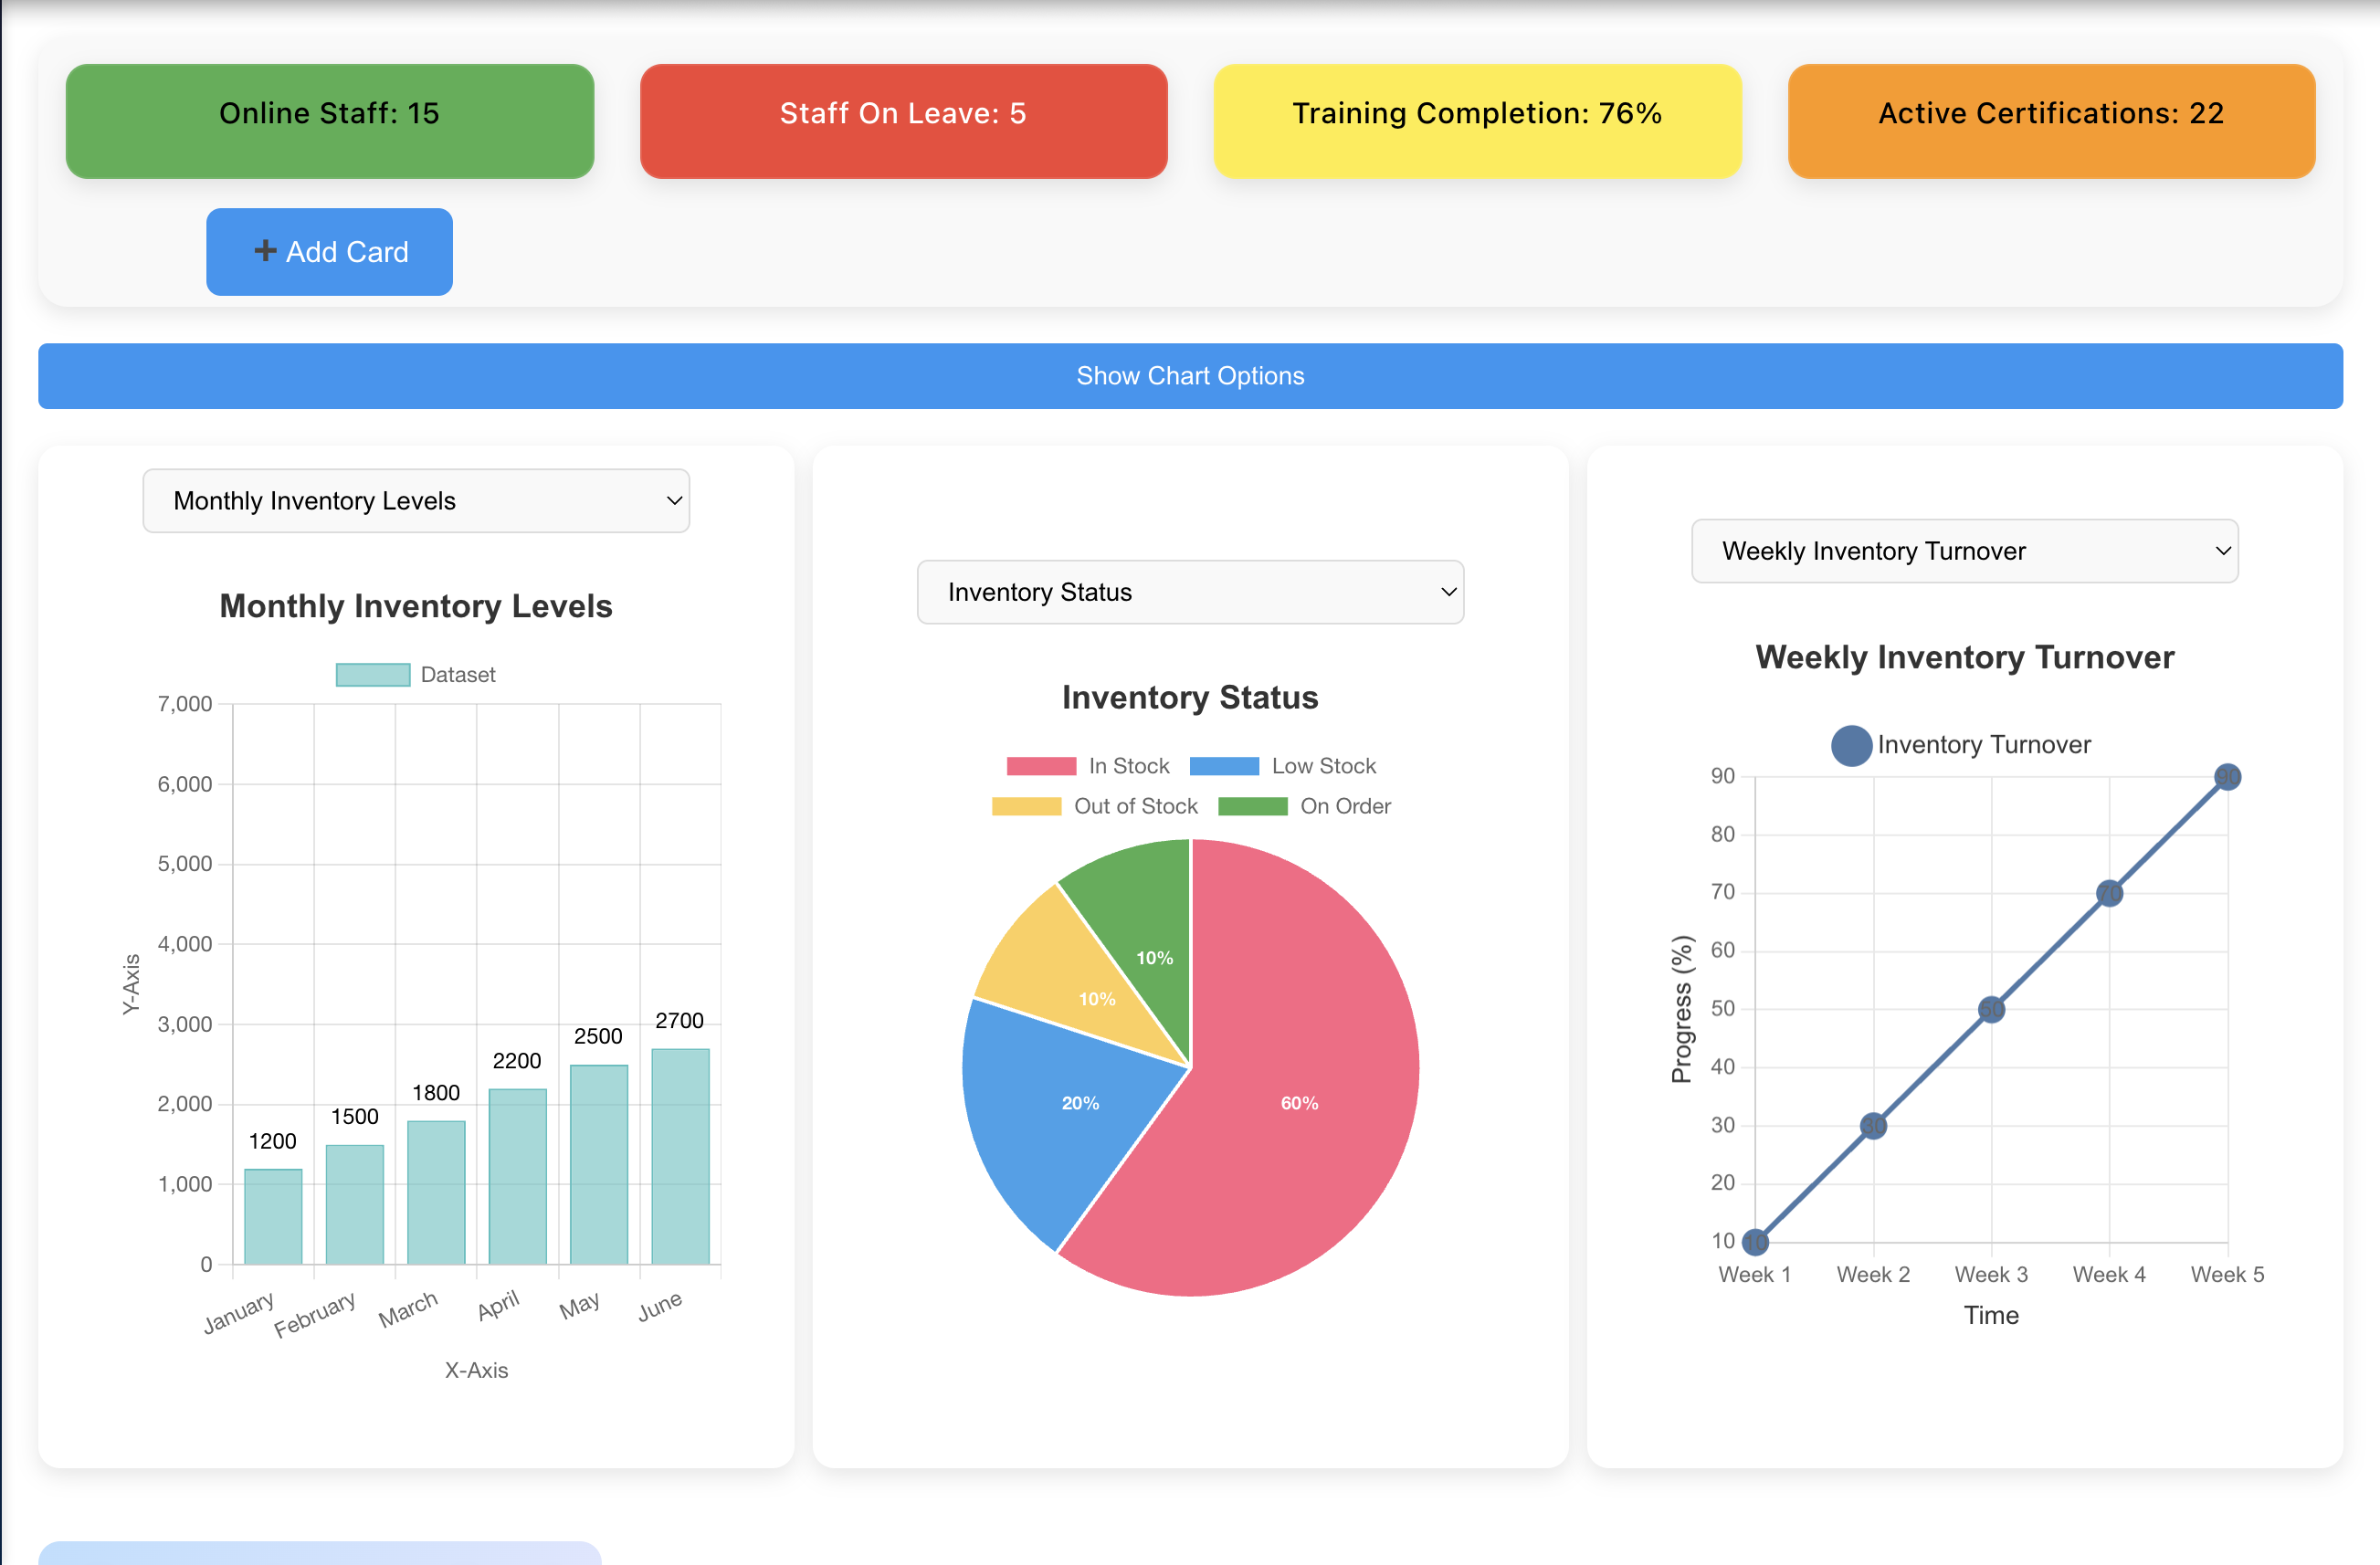 Online Staff: 15
Staff On Leave: 5
Training Completion: 76%
Active Certifications: 22
➕ Add Card
Show Chart Options
Monthly Inventory Levels
Monthly Inventory Levels
Dataset
7,000
6,000
5,000
4,000
3,000
2,000
1,000
0
Y-Axis
1200
1500
1800
2200
2500
2700
January
February
March
April
May
June
X-Axis
Inventory Status
Inventory Status
In Stock
Low Stock
Out of Stock
On Order
10%
10%
20%
60%
Weekly Inventory Turnover
Weekly Inventory Turnover
Inventory Turnover
90
80
70
60
50
40
30
20
10
Progress (%)
10
30
50
70
90
Week 1
Week 2
Week 3
Week 4
Week 5
Time